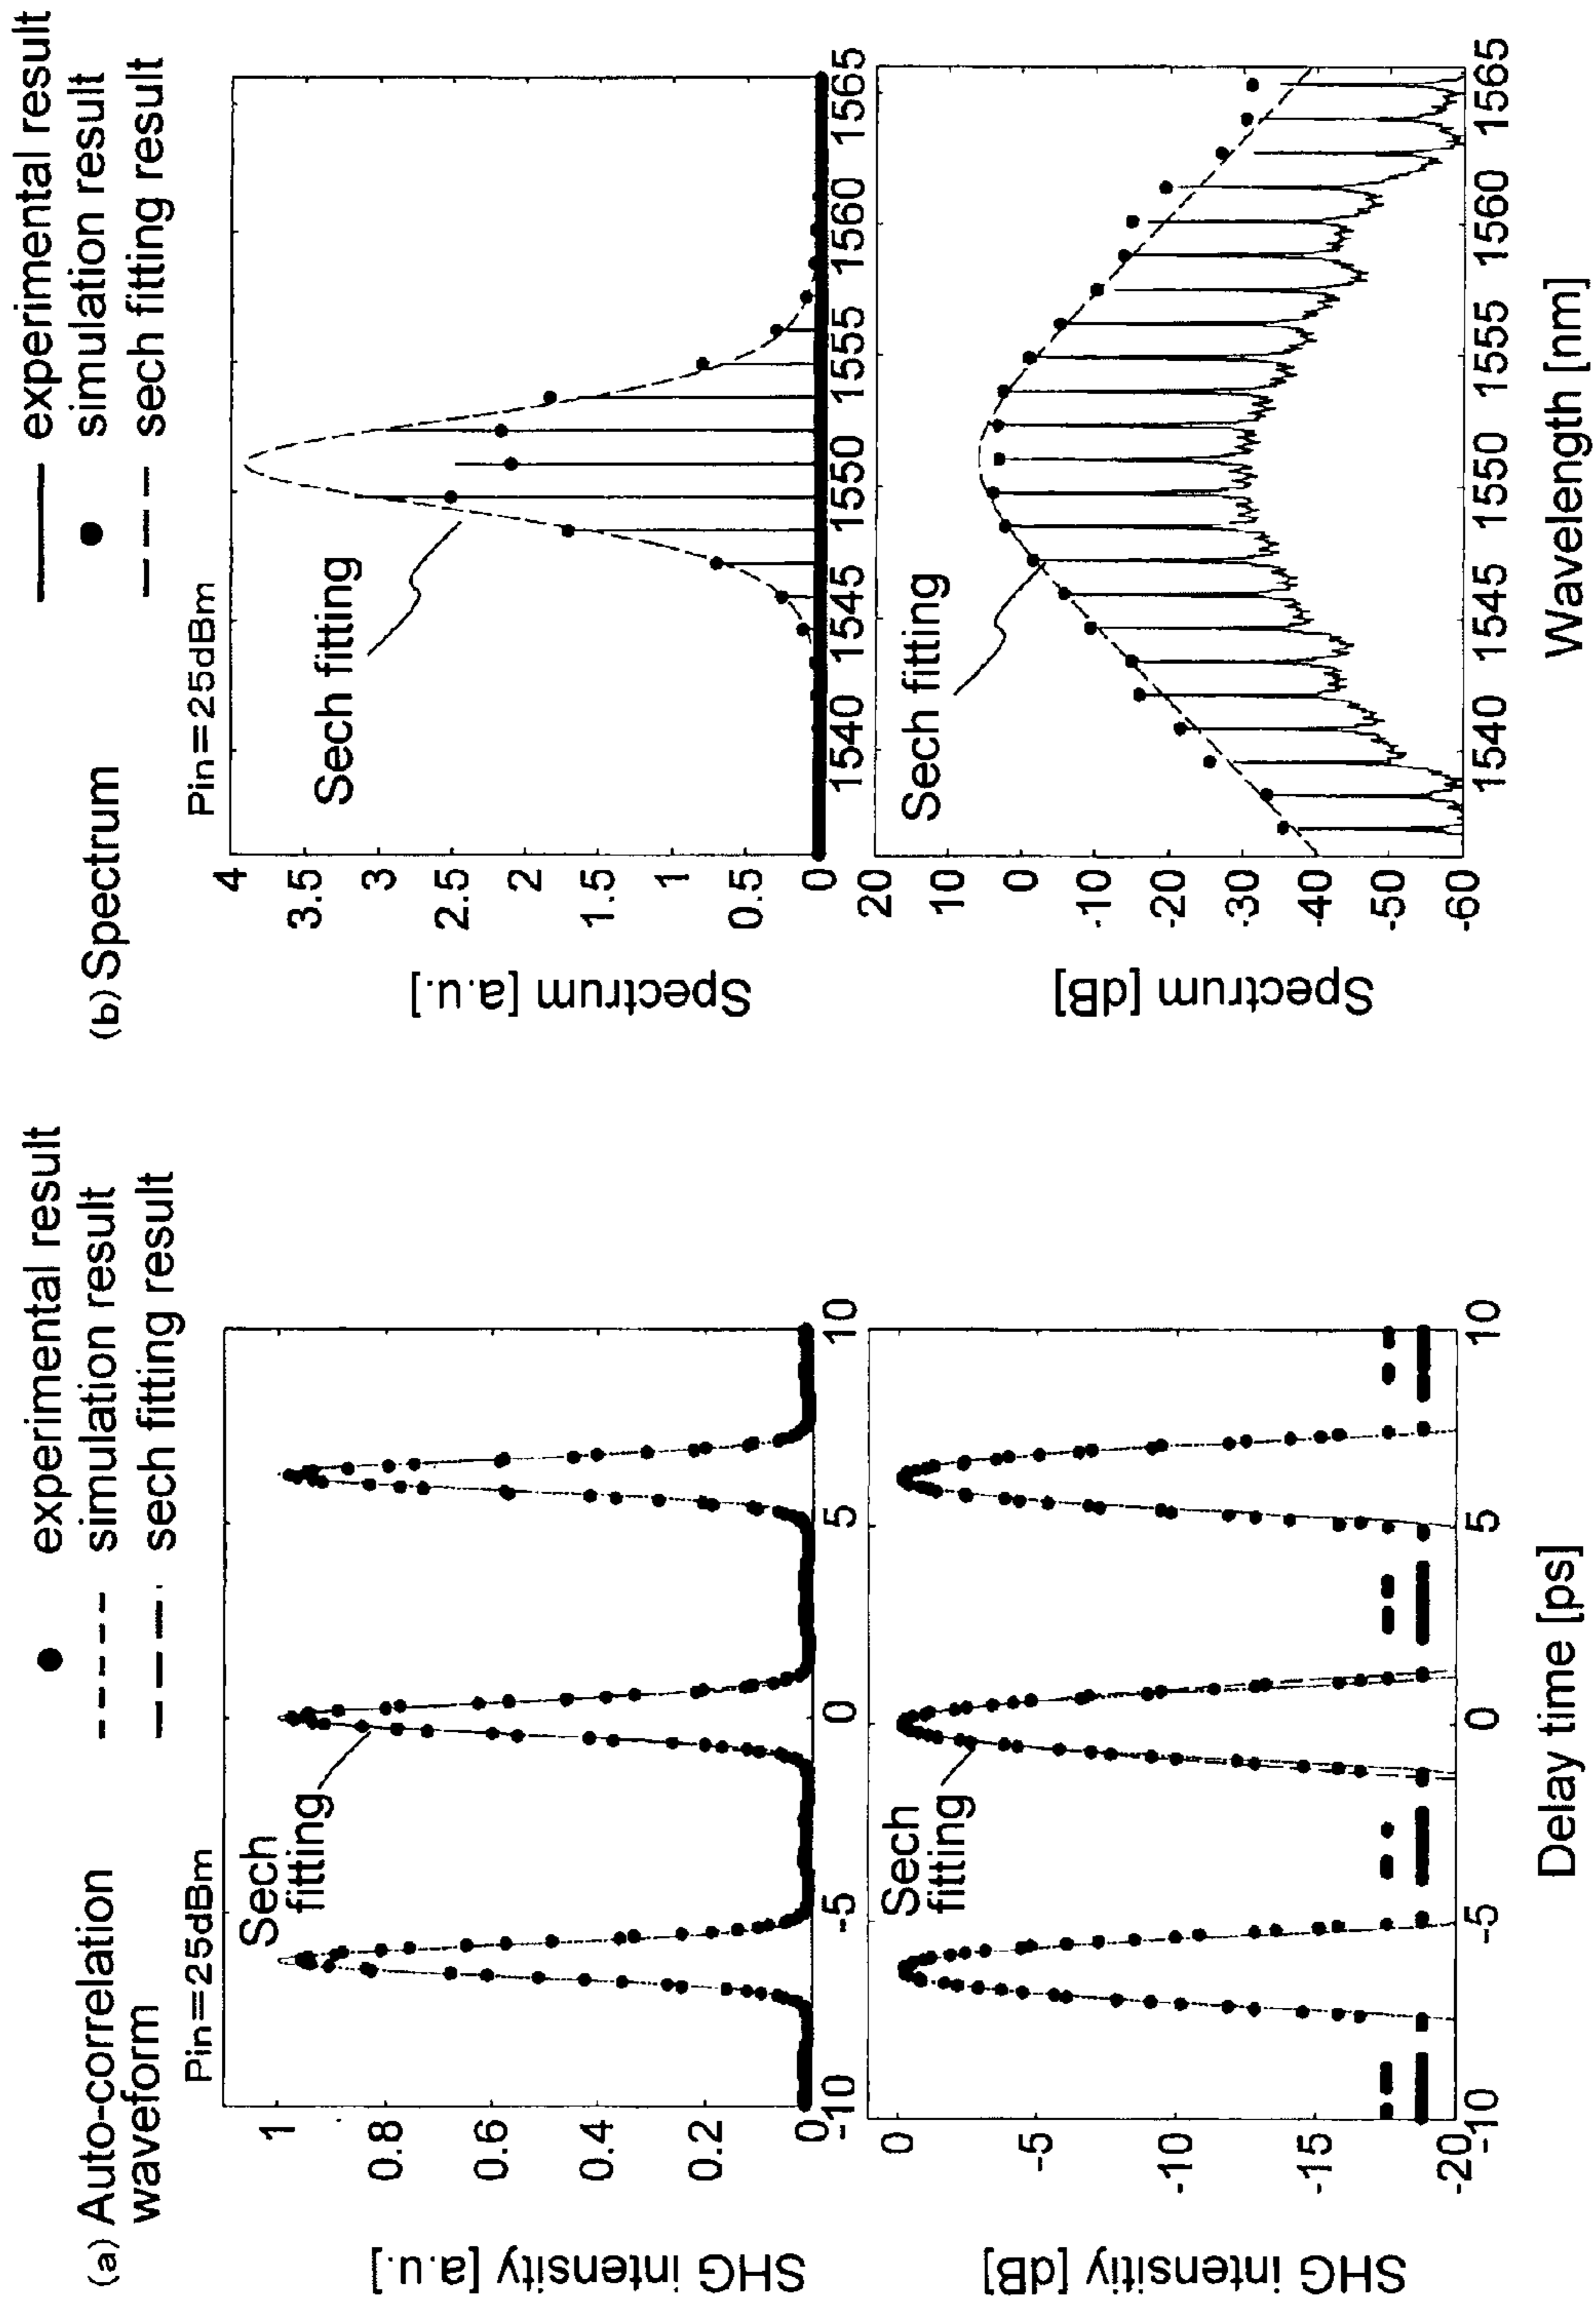 (a) Auto-correlation
waveform
● experimental result
---- simulation result
— — sech fitting result
Pin=25dBm
SHG intensity [a.u.]
1
0.8
0.6
0.4
0.2
0
Sech
fitting
-10
-5
0
5
10
SHG intensitiy [dB]
0
-5
-10
-15
-20
Sech
fitting
-10
-5
0
5
10
Delay time [ps]
(b) Spectrum
— experimental result
● simulation result
— — sech fitting result
Pin=25dBm
Spectrum [a.u.]
4
3.5
3
2.5
2
1.5
1
0.5
0
Sech fitting
1540
1545
1550
1555
1560
1565
Spectrum [dB]
20
10
0
-10
-20
-30
-40
-50
-60
Sech fitting
1540
1545
1550
1555
1560
1565
Wavelength [nm]